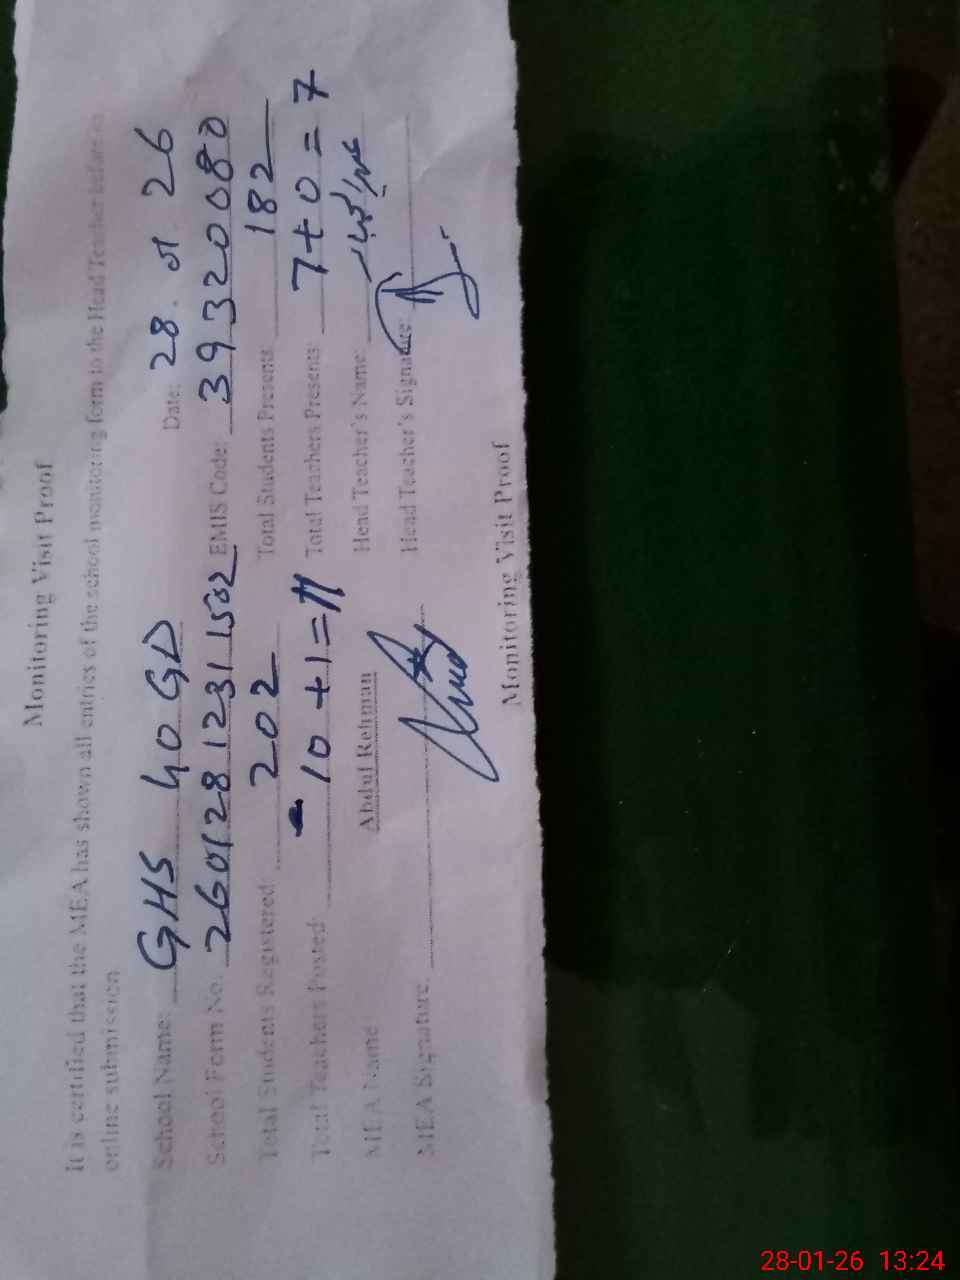 Monitoring Visit Proof
It is certified that the MEA has shown all entries of the school monitoring form to the Head Teacher before
online submission
School Name: GHS 40 GD Date: 28.01.26
School Form No. 26012812311502 EMIS Code: 39320080
Total Students Registered: 202 Total Students Presents: 182
Total Teachers Posted: 10+1=11 Total Teachers Presents: 7+0=7
MEA Name Abdul Rehman Head Teacher's Name:
MEA Signature Head Teacher's Signature:
Monitoring Visit Proof
28-01-26 13:24